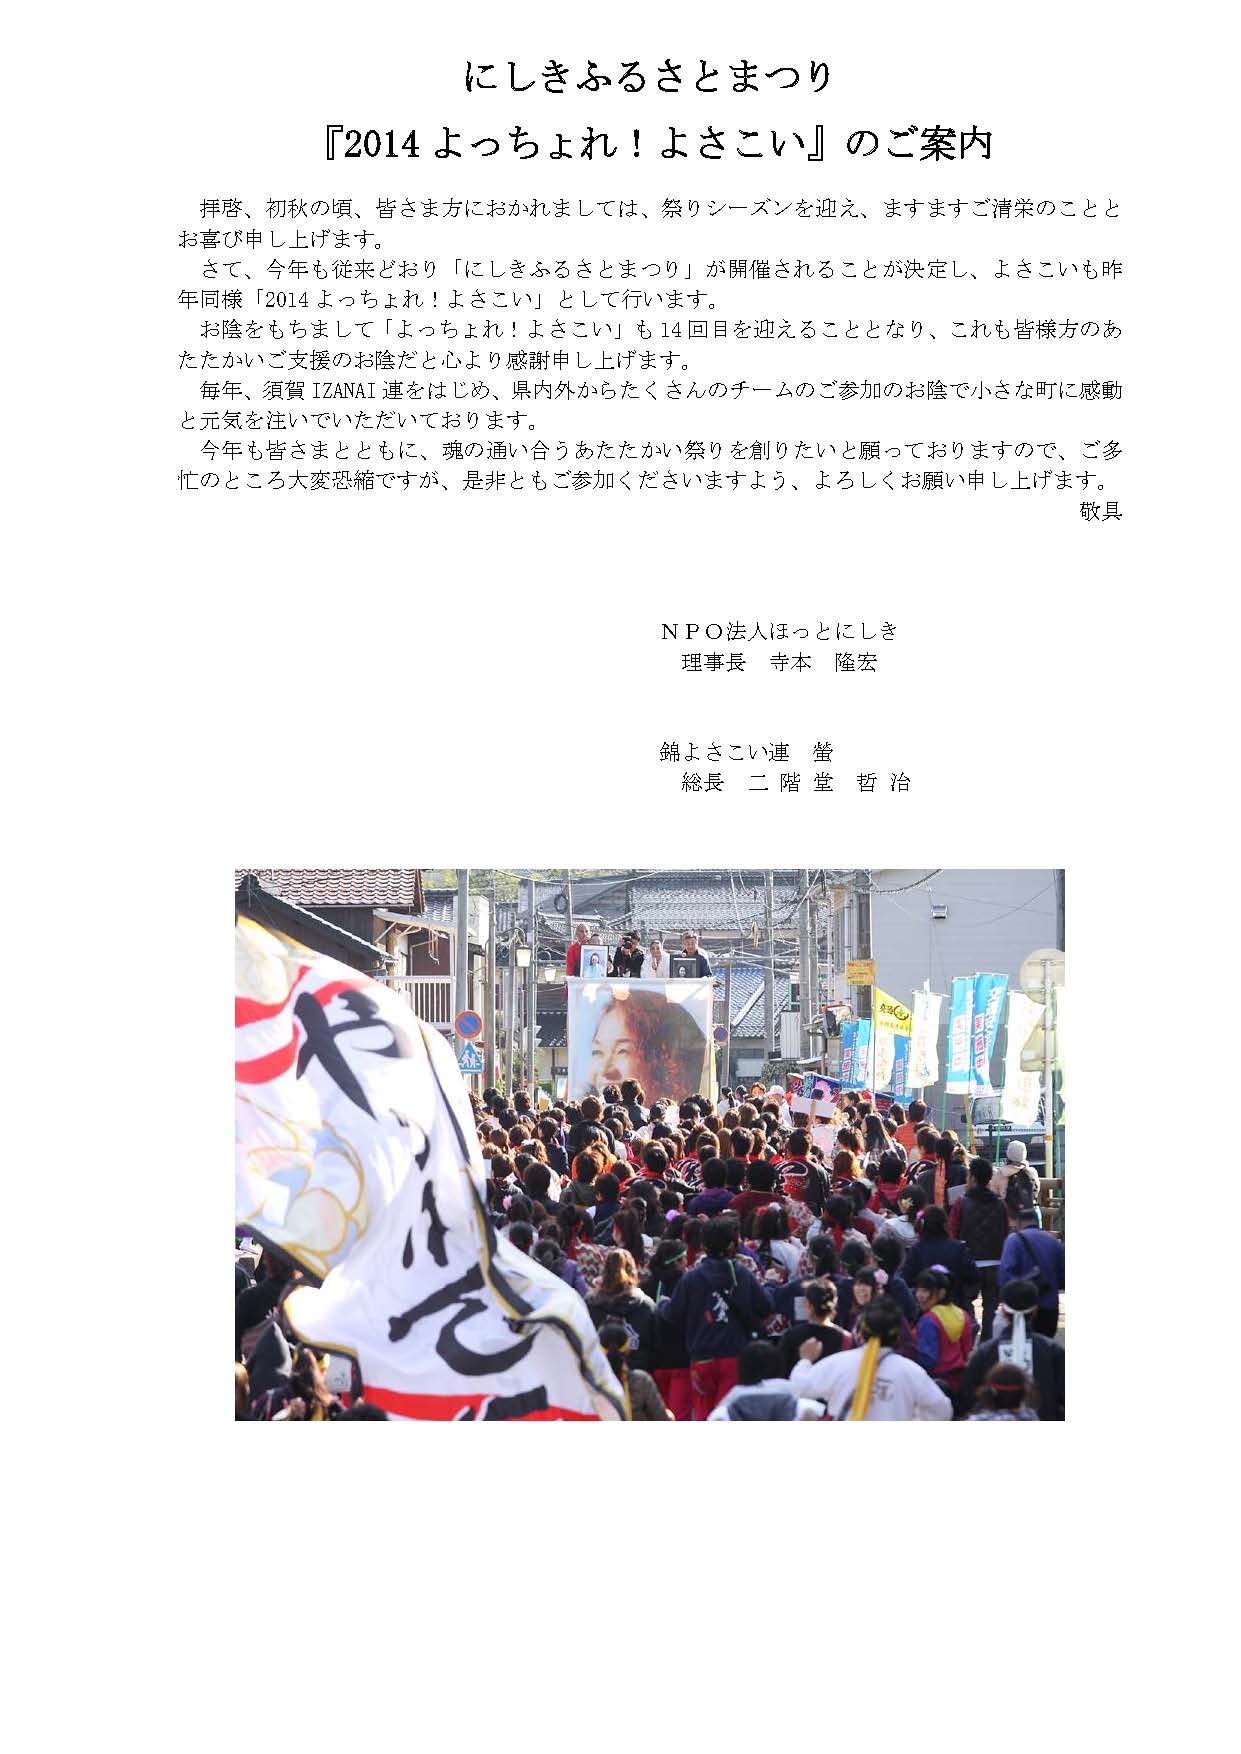 にしきふるさとまつり
『2014よっちょれ！よさこい』のご案内
拝啓、初秋の頃、皆さま方におかれましては、祭りシーズンを迎え、ますますご清栄のことと
お喜び申し上げます。
さて、今年も従来どおり「にしきふるさとまつり」が開催されることが決定し、よさこいも昨
年同様「2014よっちょれ！よさこい」として行います。
お陰をもちまして「よっちょれ！よさこい」も14回目を迎えることとなり、これも皆様方のあ
たたかいご支援のお陰だと心より感謝申し上げます。
毎年、須賀IZANAI連をはじめ、県内外からたくさんのチームのご参加のお陰で小さな町に感動
と元気を注いでいただいております。
今年も皆さまとともに、魂の通い合うあたたかい祭りを創りたいと願っておりますので、ご多
忙のところ大変恐縮ですが、是非ともご参加くださいますよう、よろしくお願い申し上げます。
敬具
ＮＰＯ法人ほっとにしき
理事長　寺本　隆宏
錦よさこい連　螢
総長　二 階 堂　哲 治